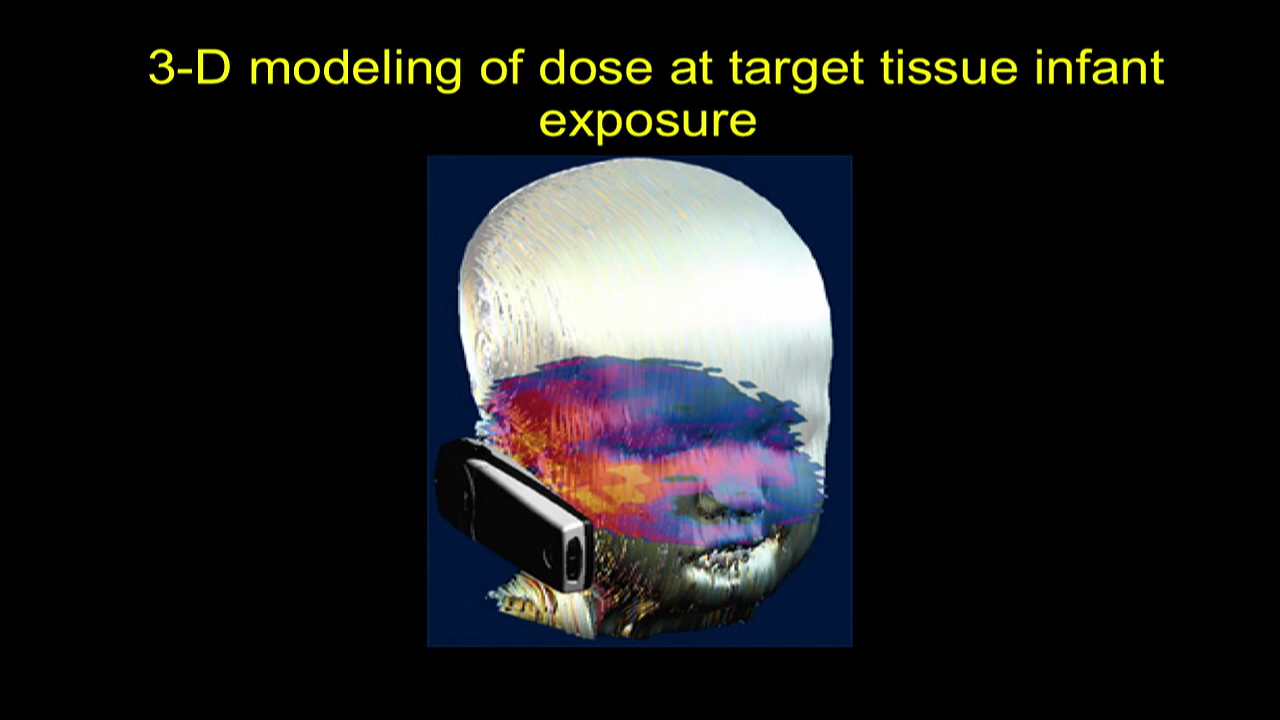 3-D modeling of dose at target tissue infant
exposure